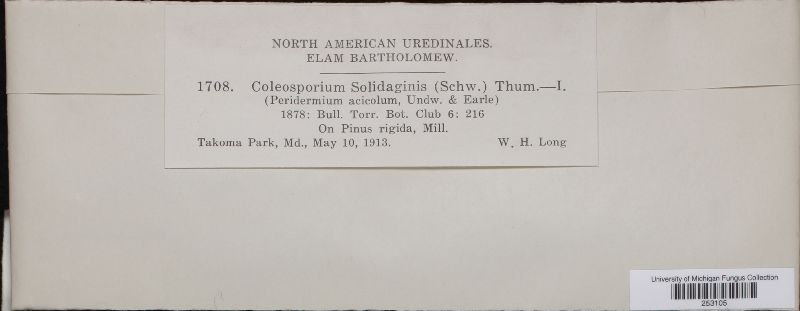 NORTH AMERICAN UREDINALES.
ELAM BARTHOLOMEW.
1708. Coleosporium Solidaginis (Schw.) Thum.—I.
(Peridermium acicolum, Undw. & Earle)
1878: Bull. Torr. Bot. Club 6: 216
On Pinus rigida, Mill.
Takoma Park, Md., May 10, 1913. W. H. Long
University of Michigan Fungus Collection
253105